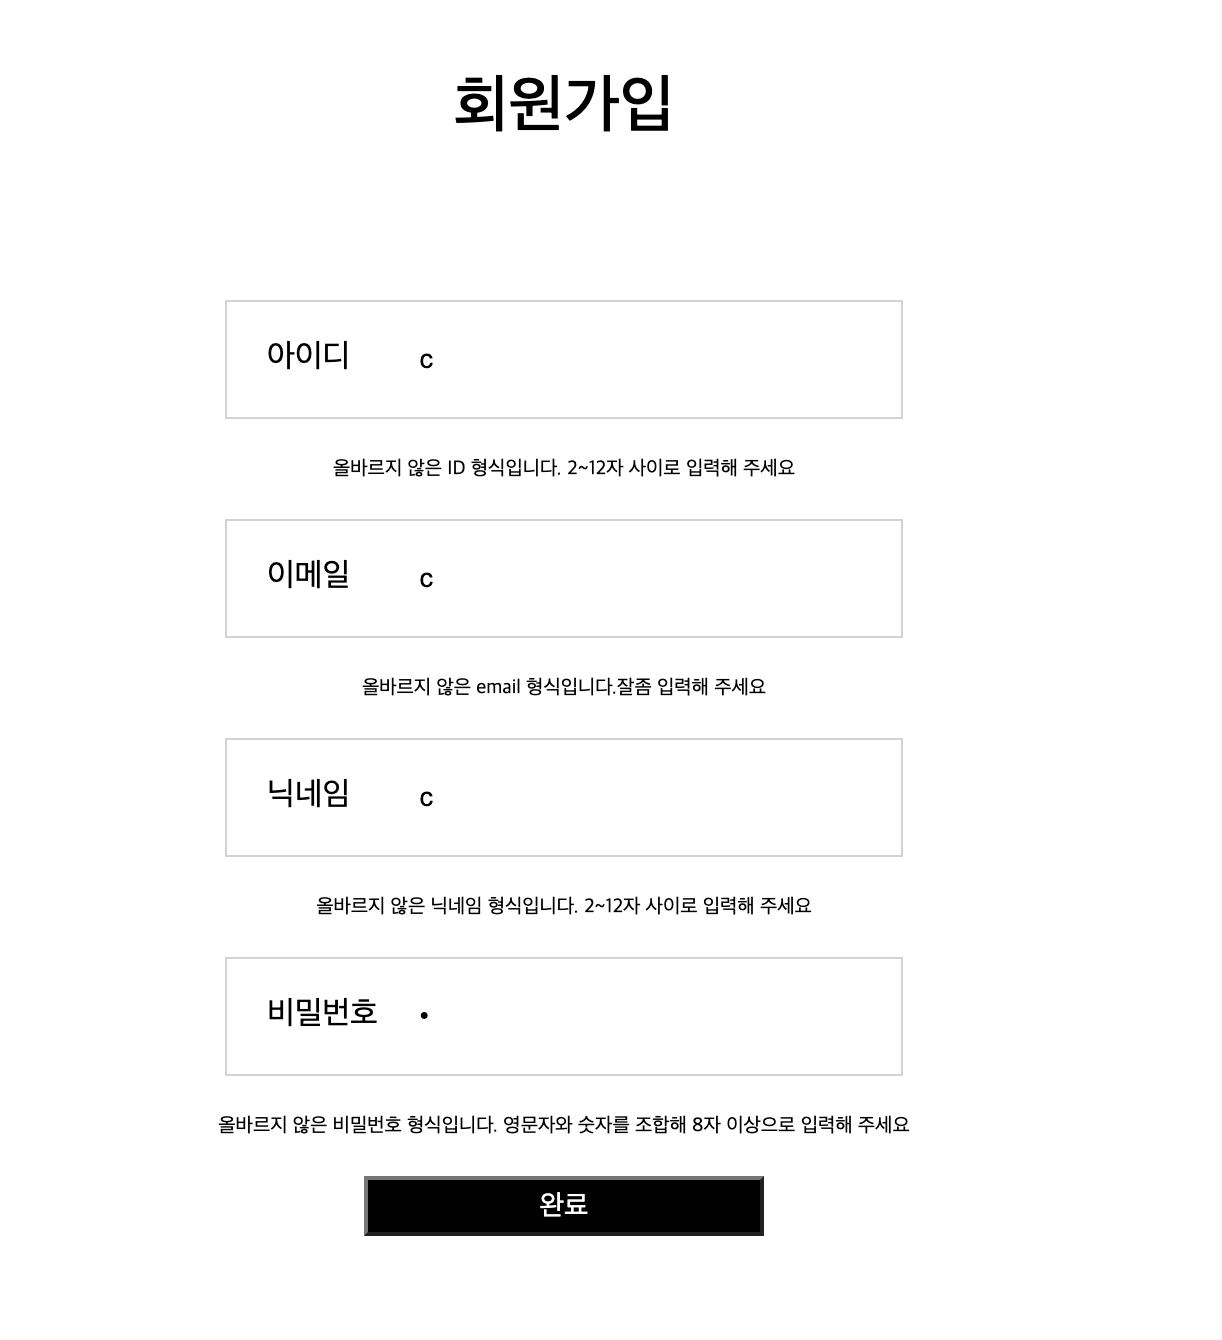 회원가입
아이디 c
올바르지 않은 ID 형식입니다. 2~12자 사이로 입력해 주세요
이메일 c
올바르지 않은 email 형식입니다.잘좀 입력해 주세요
닉네임 c
올바르지 않은 닉네임 형식입니다. 2~12자 사이로 입력해 주세요
비밀번호 •
올바르지 않은 비밀번호 형식입니다. 영문자와 숫자를 조합해 8자 이상으로 입력해 주세요
완료